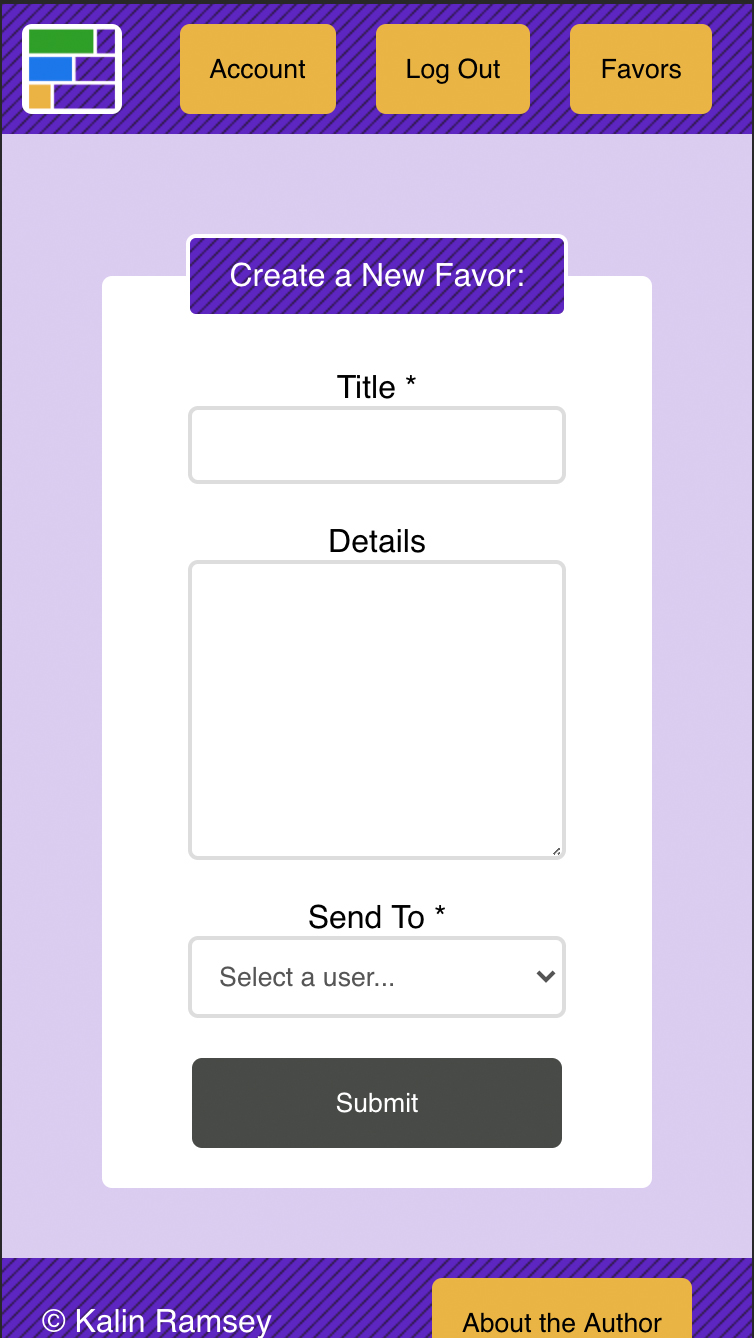 Account Log Out Favors
Create a New Favor:
Title *
Details
Send To *
Select a user...
Submit
© Kalin Ramsey About the Author